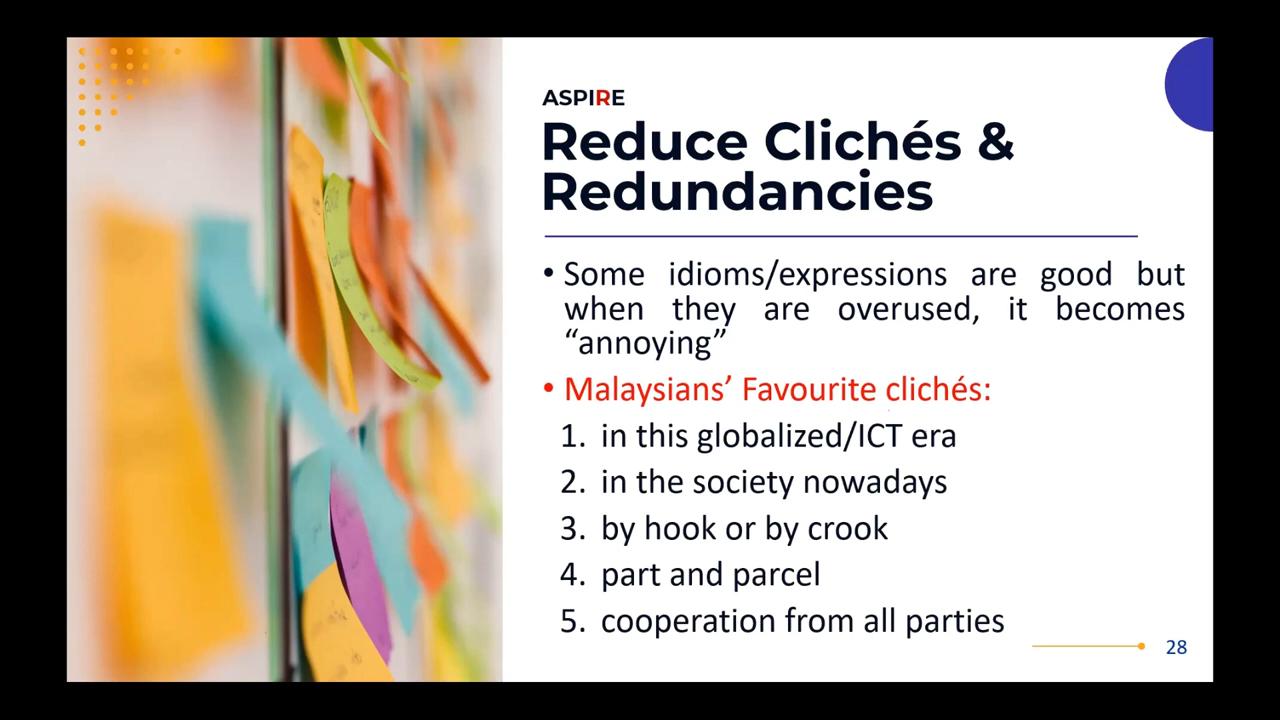 ASPIRE
Reduce Clichés &
Redundancies
• Some idioms/expressions are good but
when they are overused, it becomes
“annoying”
• Malaysians’ Favourite clichés:
1. in this globalized/ICT era
2. in the society nowadays
3. by hook or by crook
4. part and parcel
5. cooperation from all parties
28